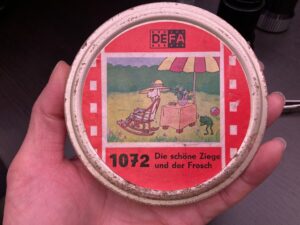 DEFA
1072 Die schöne Ziege
und der Frosch